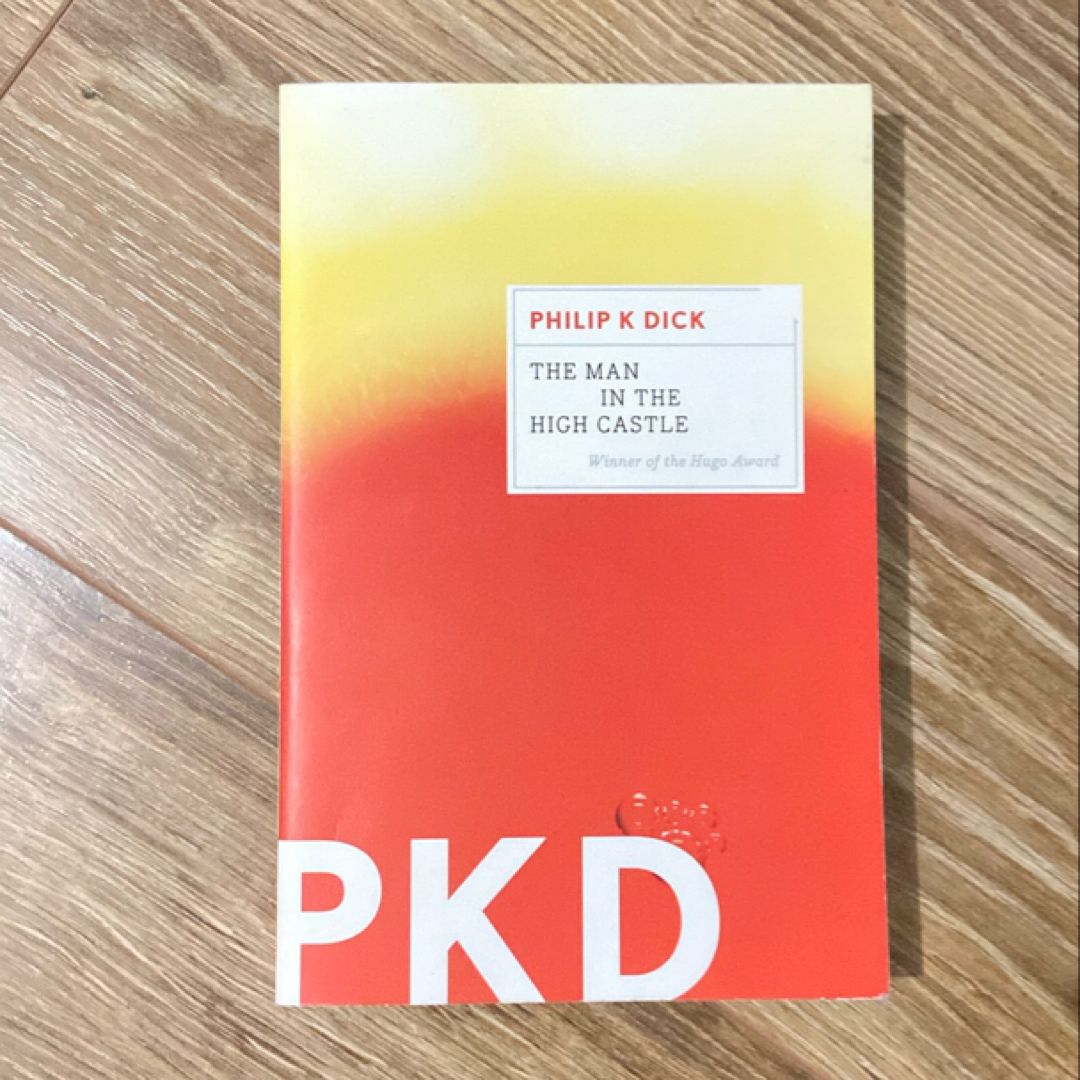 PHILIP K DICK
THE MAN
IN THE
HIGH CASTLE
Winner of the Hugo Award
PKD